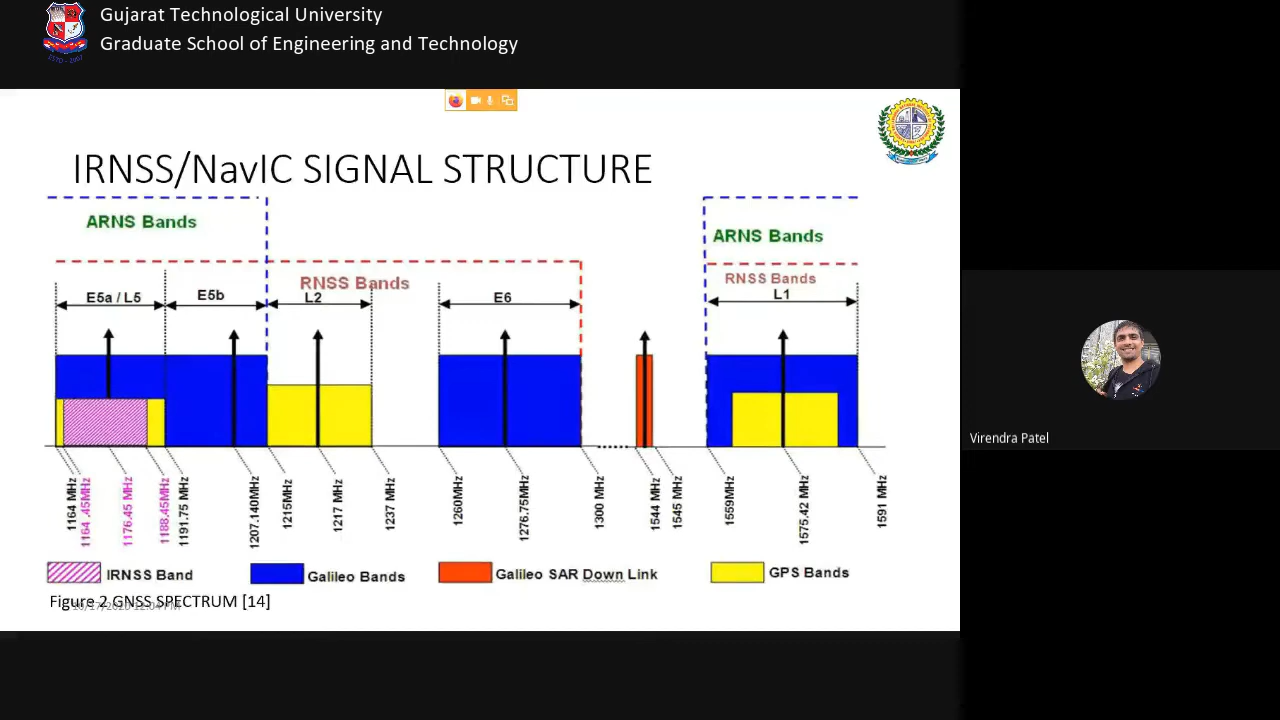 Gujarat Technological University
Graduate School of Engineering and Technology
ESTD - 2007
IRNSS/NavIC SIGNAL STRUCTURE
ARNS Bands
ARNS Bands
RNSS Bands
RNSS Bands
E5a / L5
E5b
L2
E6
L1
1164 MHz
1164 .45MHz
1176.45 MHz
1188.45MHz
1191.75 MHz
1207.140MHz
1215MHz
1217 MHz
1237 MHz
1260MHz
1276.75MHz
1300 MHz
1544 MHz
1545 MHz
1559MHz
1575.42 MHz
1591 MHz
IRNSS Band
Galileo Bands
Galileo SAR Down Link
GPS Bands
Figure 2 GNSS SPECTRUM [14]
Virendra Patel